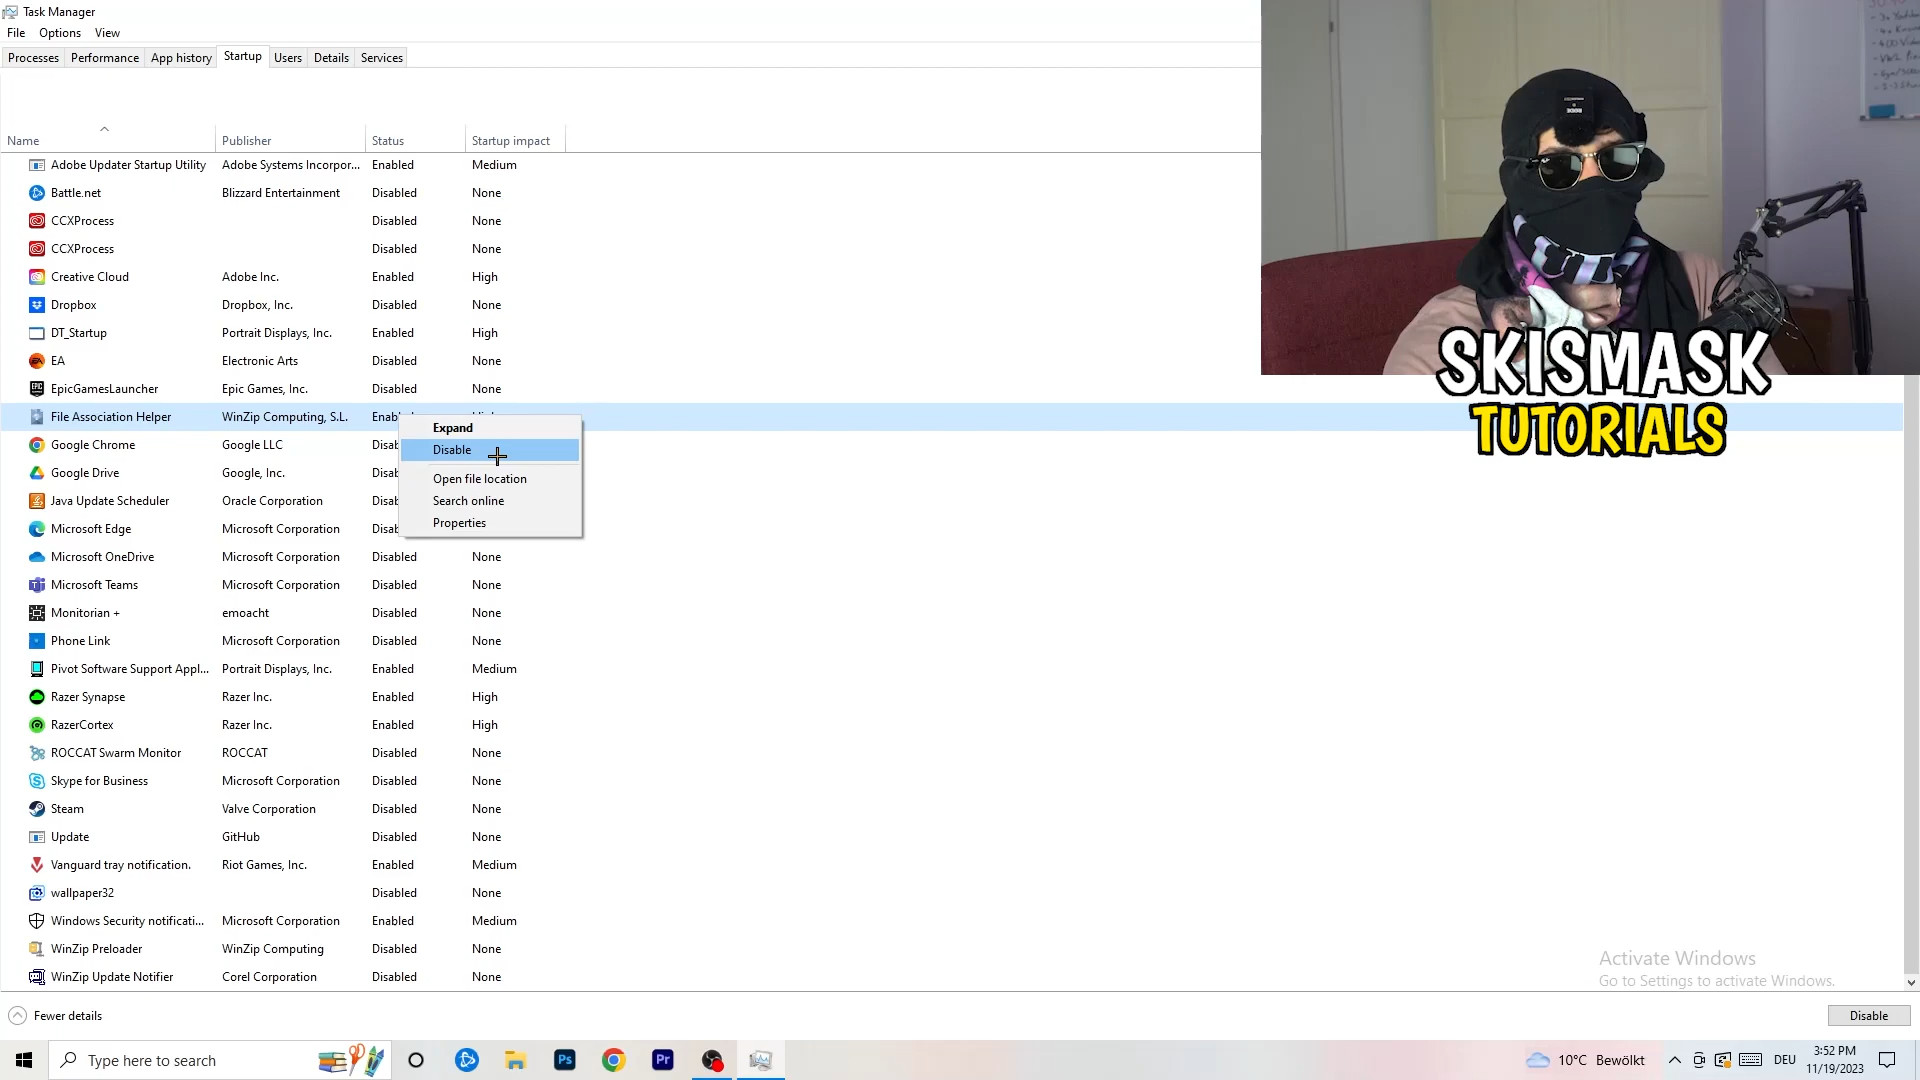 Task Manager
File Options View
Processes Performance App history Startup Users Details Services
Name Publisher Status Startup impact
Adobe Updater Startup Utility Adobe Systems Incorpor... Enabled Medium
Battle.net Blizzard Entertainment Disabled None
CCXProcess Disabled None
CCXProcess Disabled None
Creative Cloud Adobe Inc. Enabled High
Dropbox Dropbox, Inc. Disabled None
DT_Startup Portrait Displays, Inc. Enabled High
EA Electronic Arts Disabled None
EpicGamesLauncher Epic Games, Inc. Disabled None
File Association Helper WinZip Computing, S.L.
Google Chrome Google LLC
Google Drive Google, Inc.
Java Update Scheduler Oracle Corporation
Microsoft Edge Microsoft Corporation
Expand
Disable
Open file location
Search online
Properties
Microsoft OneDrive Microsoft Corporation Disabled None
Microsoft Teams Microsoft Corporation Disabled None
Monitorian + emoacht Disabled None
Phone Link Microsoft Corporation Disabled None
Pivot Software Support Appl... Portrait Displays, Inc. Enabled Medium
Razer Synapse Razer Inc. Enabled High
RazerCortex Razer Inc. Enabled High
ROCCAT Swarm Monitor ROCCAT Disabled None
Skype for Business Microsoft Corporation Disabled None
Steam Valve Corporation Disabled None
Update GitHub Disabled None
Vanguard tray notification. Riot Games, Inc. Enabled Medium
wallpaper32 Disabled None
Windows Security notificati... Microsoft Corporation Enabled Medium
WinZip Preloader WinZip Computing Disabled None
WinZip Update Notifier Corel Corporation Disabled None
SKISMASK
TUTORIALS
Activate Windows
Go to Settings to activate Windows.
Fewer details
Disable
Type here to search
Ps
Pr
10°C Bewölkt
DEU
3:52 PM
11/19/2023